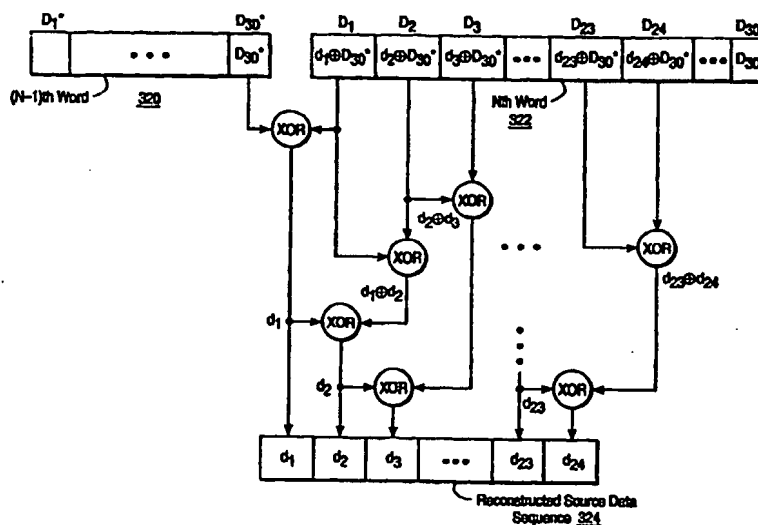 D1* D30* D1 D2 D3 D23 D24 D30
••• D30* d1⊕D30* d2⊕D30* d3⊕D30* ••• d23⊕D30* d24⊕D30* ••• D30
(N–1)th Word 320 Nth Word 322
XOR
XOR
d2⊕d3
XOR ••• XOR
d1⊕d2 d23⊕d24
d1 XOR
d2 XOR d23 XOR
d1 d2 d3 ••• d23 d24
Reconstructed Source Data
Sequence 324